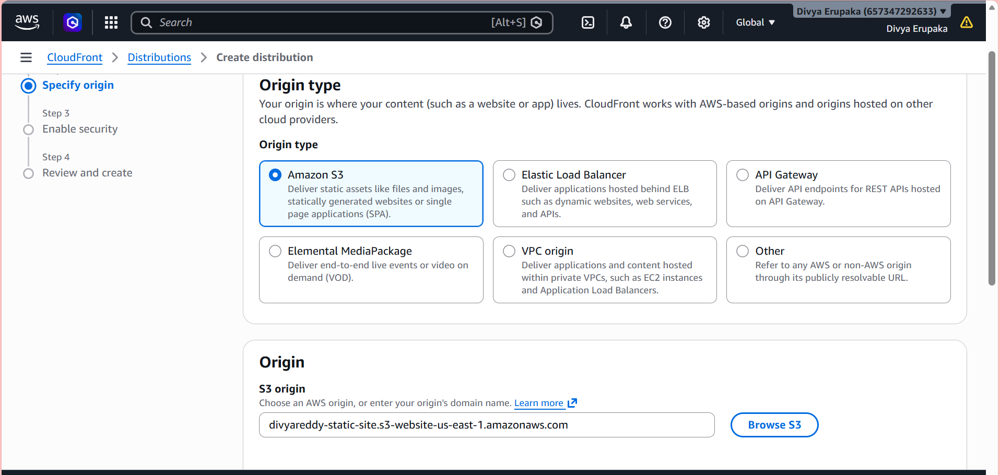 aws
Search
[Alt+S]
Global
Divya Erupaka (657347292633)
Divya Erupaka
CloudFront
Distributions
Create distribution
Specify origin
Step 3
Enable security
Step 4
Review and create
Origin type
Your origin is where your content (such as a website or app) lives. CloudFront works with AWS-based origins and origins hosted on other
cloud providers.
Origin type
Amazon S3
Deliver static assets like files and images,
statically generated websites or single
page applications (SPA).
Elastic Load Balancer
Deliver applications hosted behind ELB
such as dynamic websites, web services,
and APIs.
API Gateway
Deliver API endpoints for REST APIs hosted
on API Gateway.
Elemental MediaPackage
Deliver end-to-end live events or video on
demand (VOD).
VPC origin
Deliver applications and content hosted
within private VPCs, such as EC2 instances
and Application Load Balancers.
Other
Refer to any AWS or non-AWS origin
through its publicly resolvable URL.
Origin
S3 origin
Choose an AWS origin, or enter your origin's domain name. Learn more
divyareddy-static-site.s3-website-us-east-1.amazonaws.com
Browse S3